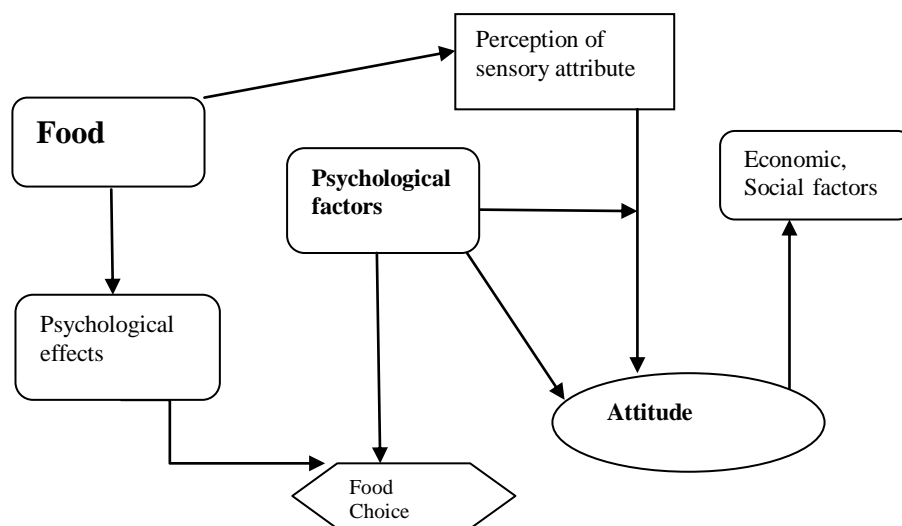 Perception of
sensory attribute
Food
Economic,
Social factors
Psychological
factors
Psychological
effects
Attitude
Food
Choice